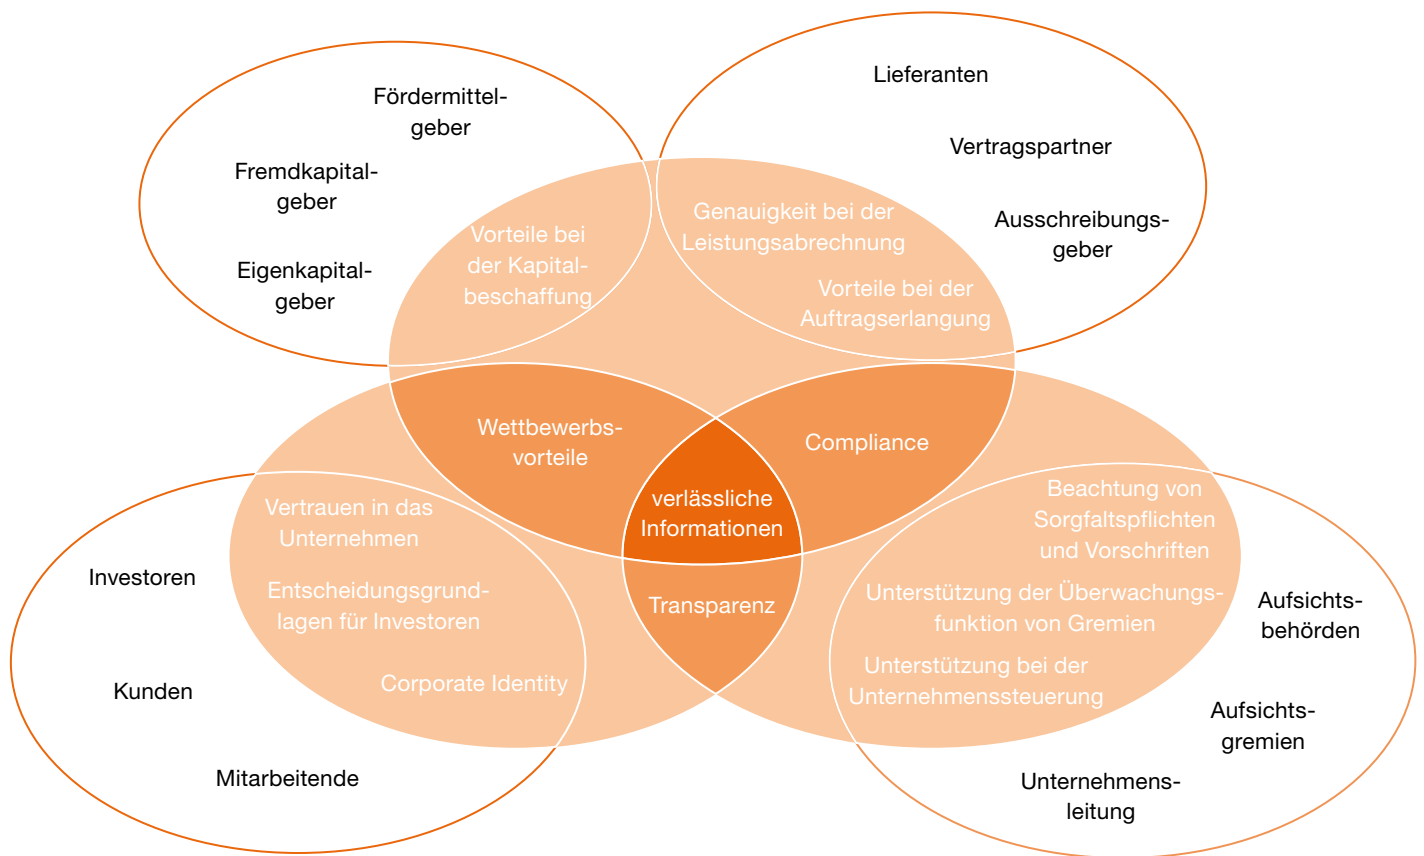 Fördermittel-
geber
Fremdkapital-
geber
Eigenkapital-
geber
Vorteile bei
der Kapital-
beschaffung
Lieferanten
Vertragspartner
Ausschreibungs-
geber
Genauigkeit bei der
Leistungsabrechnung
Vorteile bei der
Auftragserlangung
Wettbewerbs-
vorteile
Compliance
verlässliche
Informationen
Transparenz
Vertrauen in das
Unternehmen
Entscheidungsgrund-
lagen für Investoren
Corporate Identity
Investoren
Kunden
Mitarbeitende
Beachtung von
Sorgfaltspflichten
und Vorschriften
Unterstützung der Überwachungs-
funktion von Gremien
Unterstützung bei der
Unternehmenssteuerung
Aufsichts-
behörden
Aufsichts-
gremien
Unternehmens-
leitung